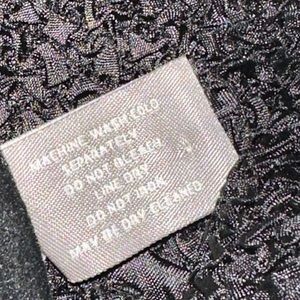 MACHINE WASH COLD
SEPARATELY
DO NOT BLEACH
LINE DRY
DO NOT IRON
MAY BE DRY CLEANED